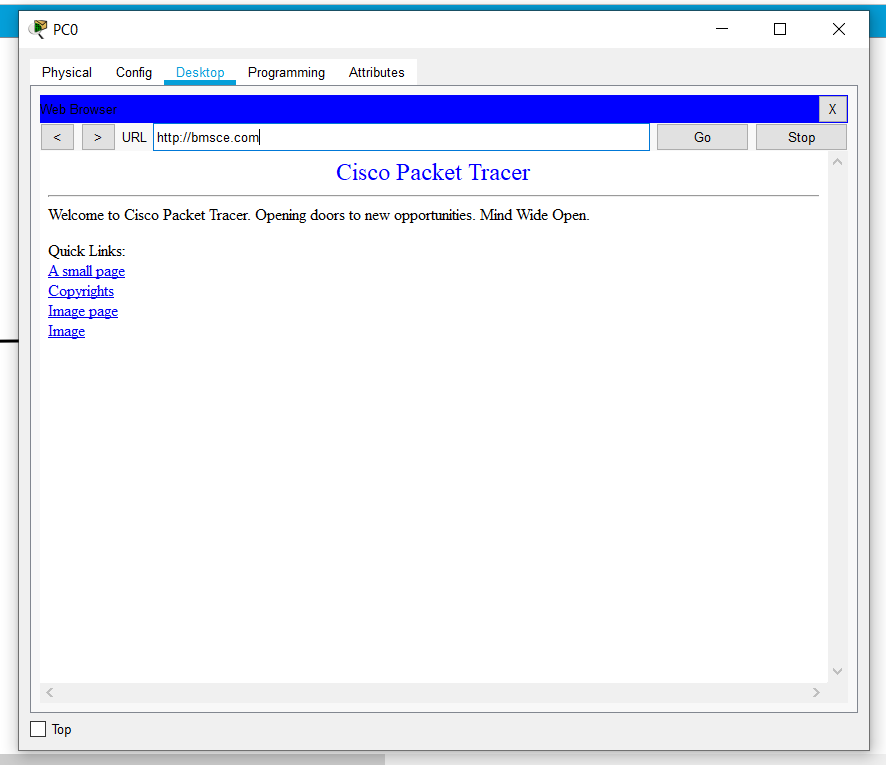 PC0
Physical Config Desktop Programming Attributes
Web Browser X
< > URL http://bmsce.com Go Stop
Cisco Packet Tracer
Welcome to Cisco Packet Tracer. Opening doors to new opportunities. Mind Wide Open.
Quick Links:
A small page
Copyrights
Image page
Image
Top